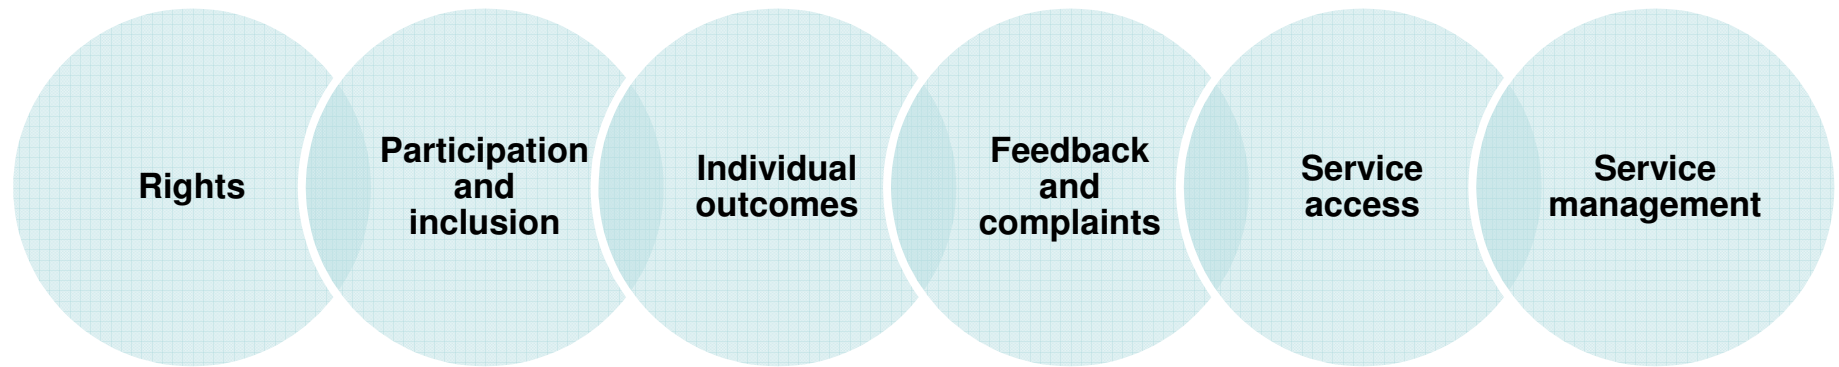 Rights
Participation
and
inclusion
Individual
outcomes
Feedback
and
complaints
Service
access
Service
management